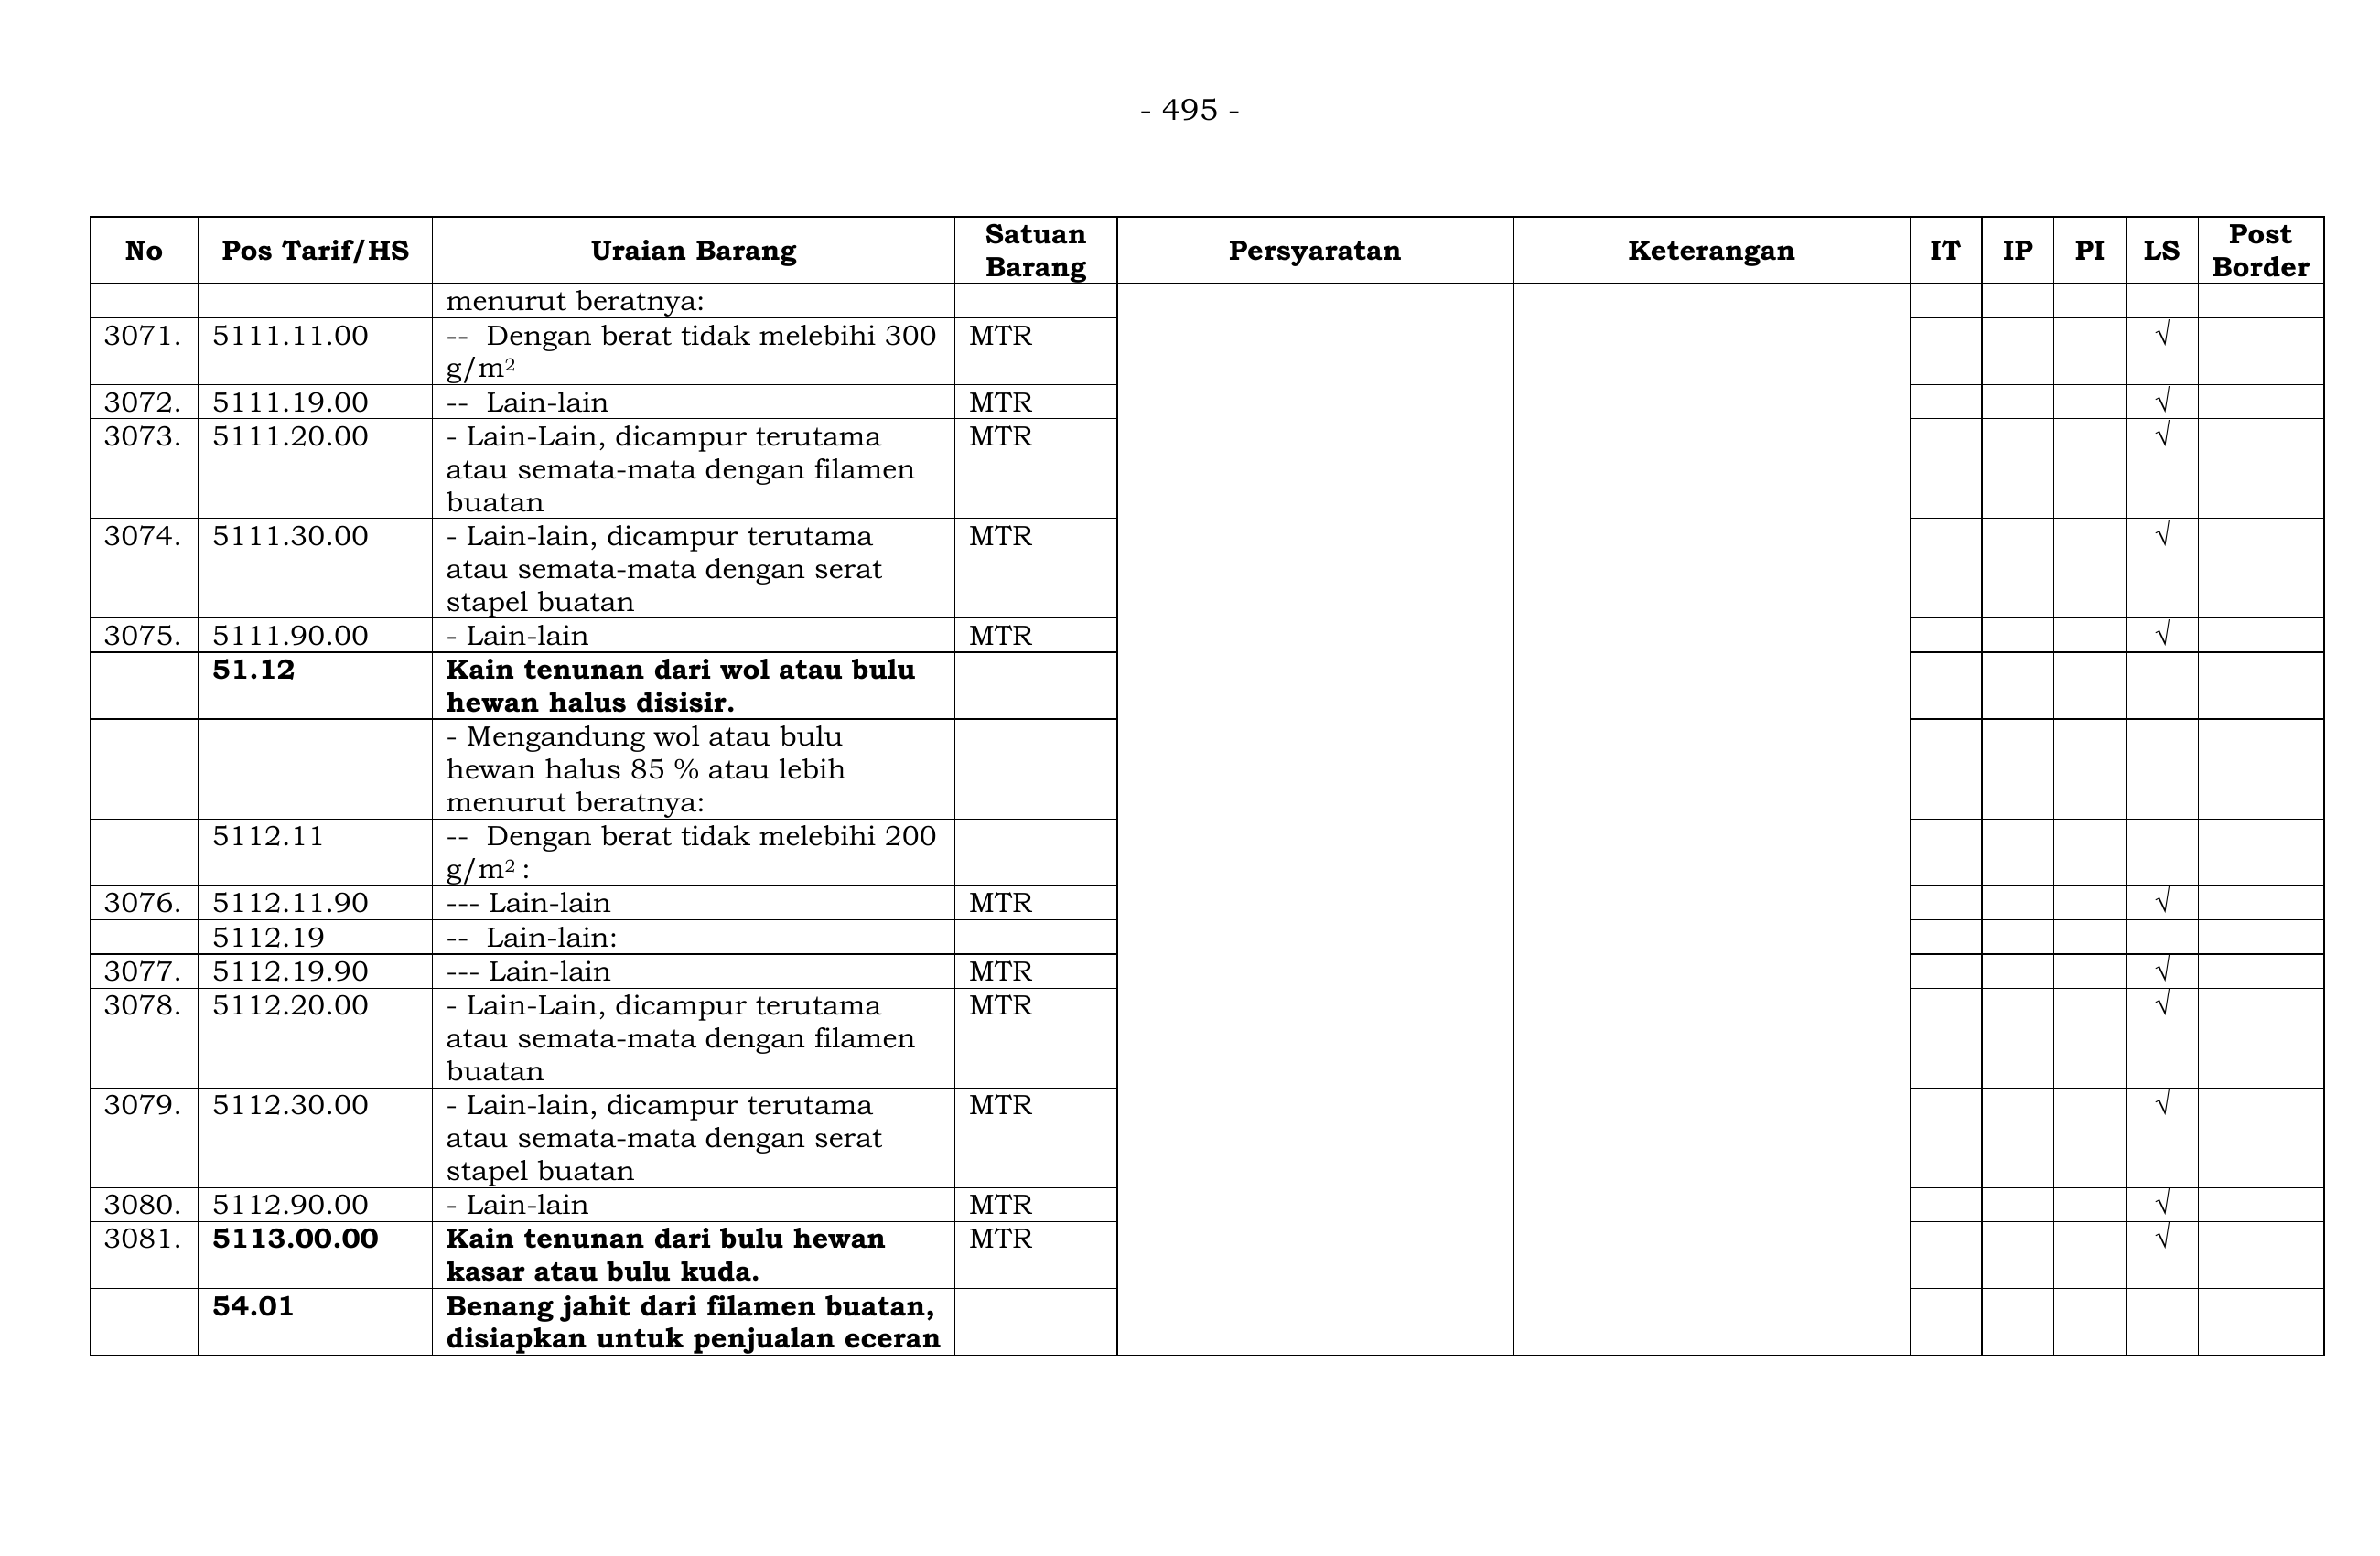 - 495 -
No Pos Tarif/HS Uraian Barang Satuan Barang Persyaratan Keterangan IT IP PI LS Post Border
menurut beratnya:
3071. 5111.11.00 -- Dengan berat tidak melebihi 300 MTR √
g/m²
3072. 5111.19.00 -- Lain-lain MTR √
3073. 5111.20.00 - Lain-Lain, dicampur terutama MTR √
atau semata-mata dengan filamen
buatan
3074. 5111.30.00 - Lain-lain, dicampur terutama MTR √
atau semata-mata dengan serat
stapel buatan
3075. 5111.90.00 - Lain-lain MTR √
51.12 Kain tenunan dari wol atau bulu
hewan halus disisir.
- Mengandung wol atau bulu
hewan halus 85 % atau lebih
menurut beratnya:
5112.11 -- Dengan berat tidak melebihi 200
g/m² :
3076. 5112.11.90 --- Lain-lain MTR √
5112.19 -- Lain-lain:
3077. 5112.19.90 --- Lain-lain MTR √
3078. 5112.20.00 - Lain-Lain, dicampur terutama MTR √
atau semata-mata dengan filamen
buatan
3079. 5112.30.00 - Lain-lain, dicampur terutama MTR √
atau semata-mata dengan serat
stapel buatan
3080. 5112.90.00 - Lain-lain MTR √
3081. 5113.00.00 Kain tenunan dari bulu hewan MTR √
kasar atau bulu kuda.
54.01 Benang jahit dari filamen buatan,
disiapkan untuk penjualan eceran